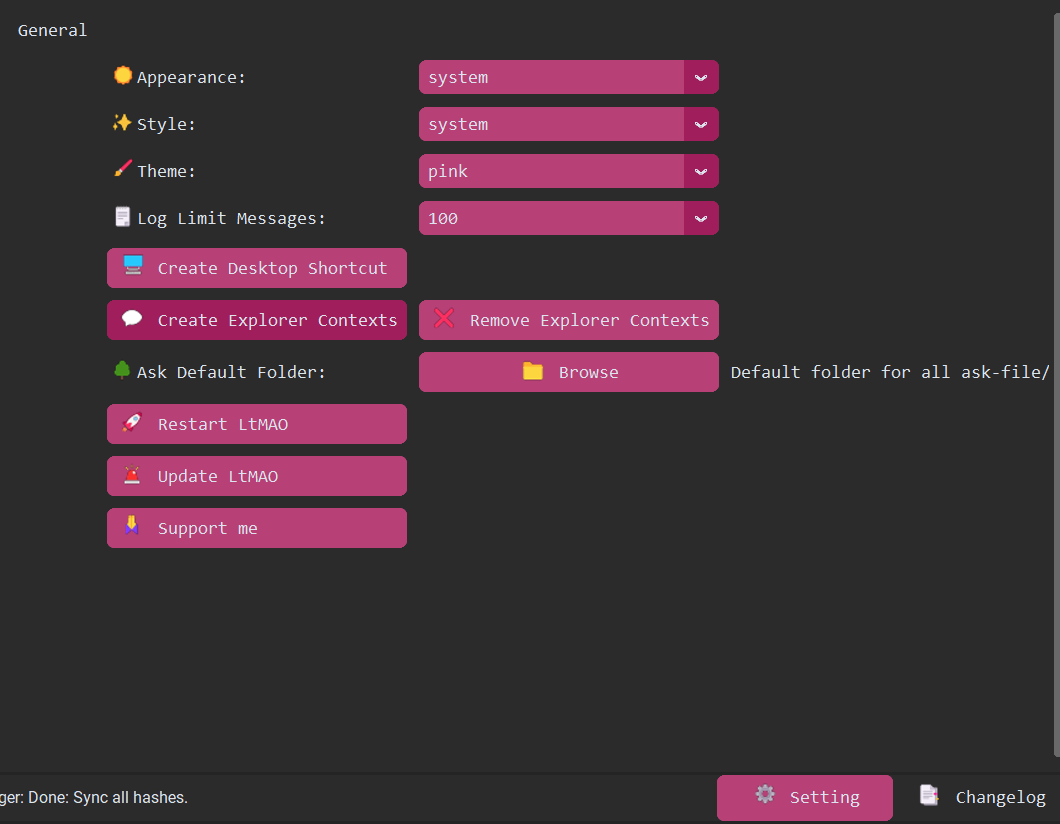 General
Appearance: system
Style: system
Theme: pink
Log Limit Messages: 100
Create Desktop Shortcut
Create Explorer Contexts Remove Explorer Contexts
Ask Default Folder: Browse Default folder for all ask-file/
Restart LtMAO
Update LtMAO
Support me
ger: Done: Sync all hashes. Setting Changelog